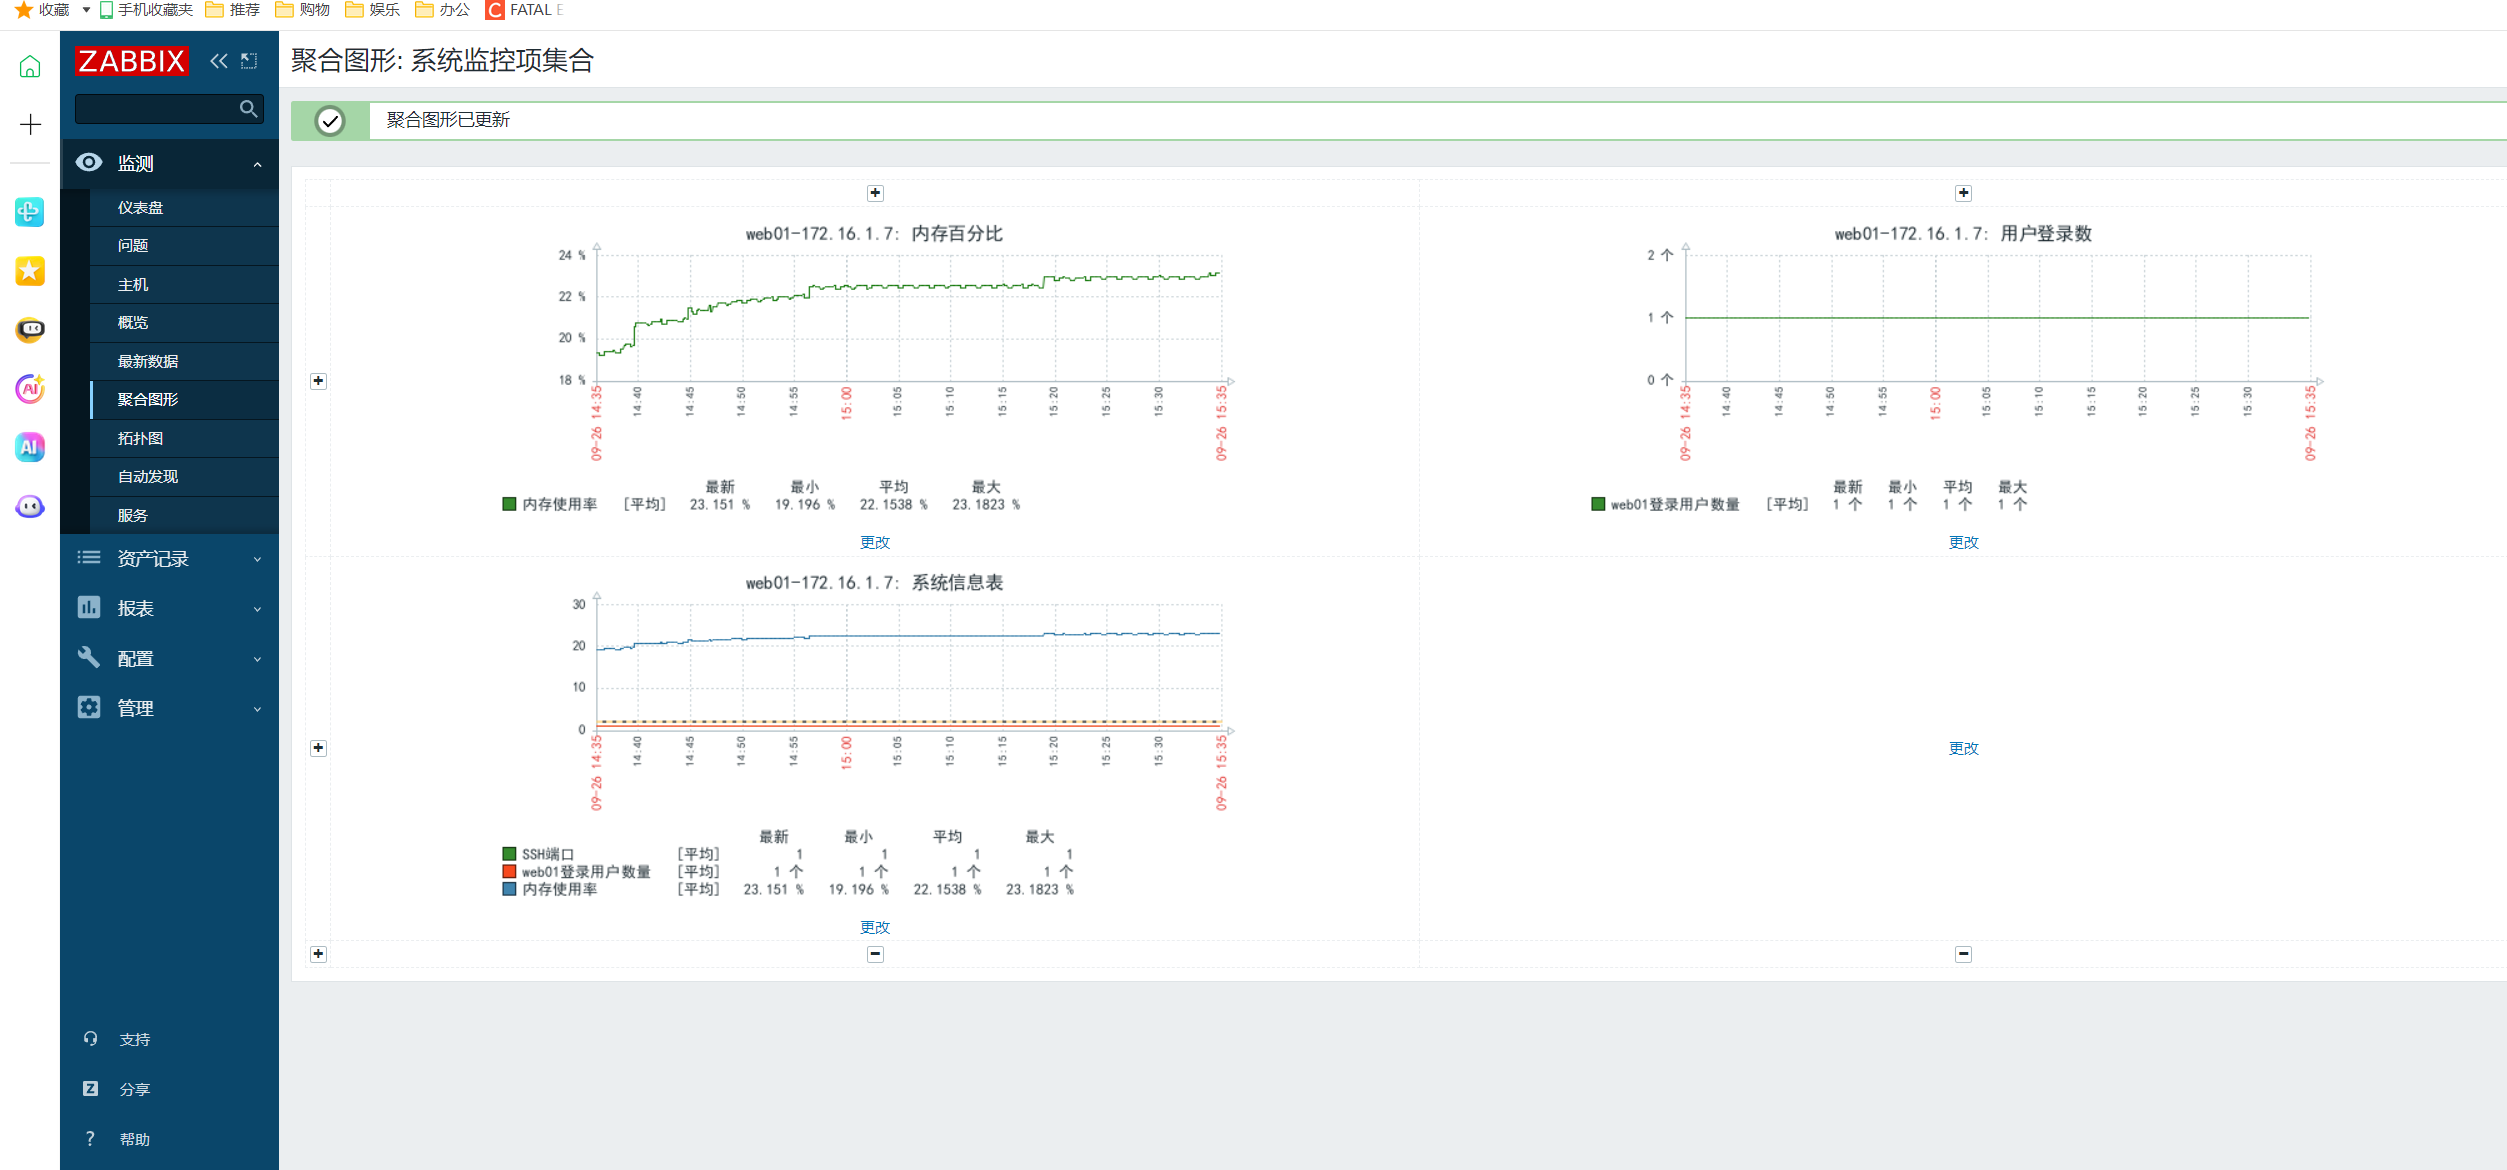 收藏 手机收藏夹 推荐 购物 娱乐 办公 FATAL E
ZABBIX
聚合图形: 系统监控项集合
聚合图形已更新
监测
仪表盘
问题
主机
概览
最新数据
聚合图形
拓扑图
自动发现
服务
资产记录
报表
配置
管理
支持
分享
帮助
web01-172.16.1.7: 内存百分比
24 %
22 %
20 %
18 %
09-26 14:35 14:40 14:45 14:50 14:55 15:00 15:05 15:10 15:15 15:20 15:25 15:30 09-26 15:35
最新 最小 平均 最大
内存使用率 [平均] 23.151 % 19.196 % 22.1538 % 23.1823 %
更改
web01-172.16.1.7: 用户登录数
2 个
1 个
0 个
09-26 14:35 14:40 14:45 14:50 14:55 15:00 15:05 15:10 15:15 15:20 15:25 15:30 09-26 15:35
最新 最小 平均 最大
web01登录用户数量 [平均] 1 个 1 个 1 个 1 个
更改
web01-172.16.1.7: 系统信息表
30
20
10
0
09-26 14:35 14:40 14:45 14:50 14:55 15:00 15:05 15:10 15:15 15:20 15:25 15:30 09-26 15:35
最新 最小 平均 最大
SSH端口 [平均] 1 1 1 1
web01登录用户数量 [平均] 1 个 1 个 1 个 1 个
内存使用率 [平均] 23.151 % 19.196 % 22.1538 % 23.1823 %
更改
更改